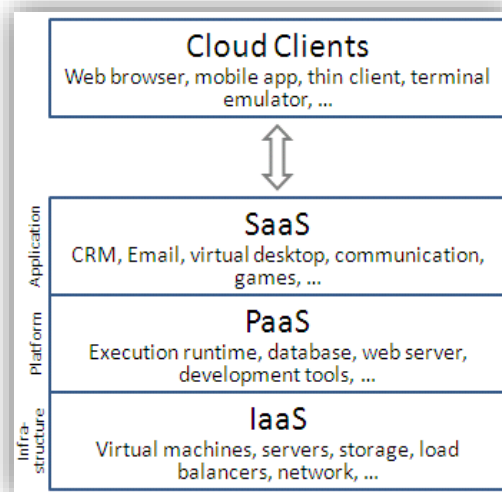 Cloud Clients
Web browser, mobile app, thin client, terminal
emulator, ...
Application
SaaS
CRM, Email, virtual desktop, communication,
games, ...
Platform
PaaS
Execution runtime, database, web server,
development tools, ...
Infra-
structure
IaaS
Virtual machines, servers, storage, load
balancers, network, ...